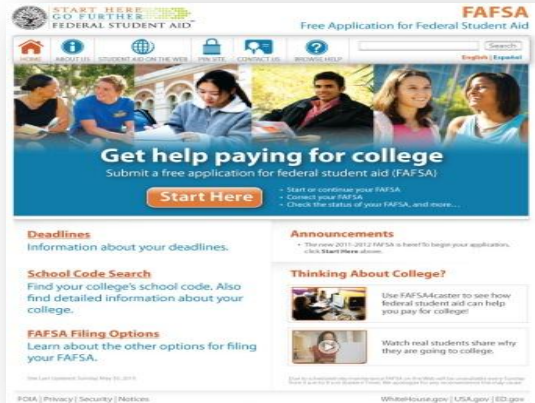 START HERE
GO FURTHER
FEDERAL STUDENT AID
FAFSA
Free Application for Federal Student Aid
HOME
ABOUT US
STUDENT AID ON THE WEB
PIN SITE
CONTACT US
BROWSE HELP
Search
English | Español
Get help paying for college
Submit a free application for federal student aid (FAFSA)
Start Here
• Start or continue your FAFSA
• Correct your FAFSA
• Check the status of your FAFSA, and more...
Deadlines
Information about your deadlines.
School Code Search
Find your college's school code, Also
find detailed information about your
college.
FAFSA Filing Options
Learn about the other options for filing
your FAFSA.
Announcements
• The new 2011-2012 FAFSA is here! To begin your application,
click Start Here above.
Thinking About College?
Use FAFSA4caster to see how
federal student aid can help
you pay for college!
Watch real students share why
they are going to college.
Site Last Updated: Sunday, May 22,
FOIA | Privacy | Security | Notices
WhiteHouse.gov | USA.gov | ED.gov